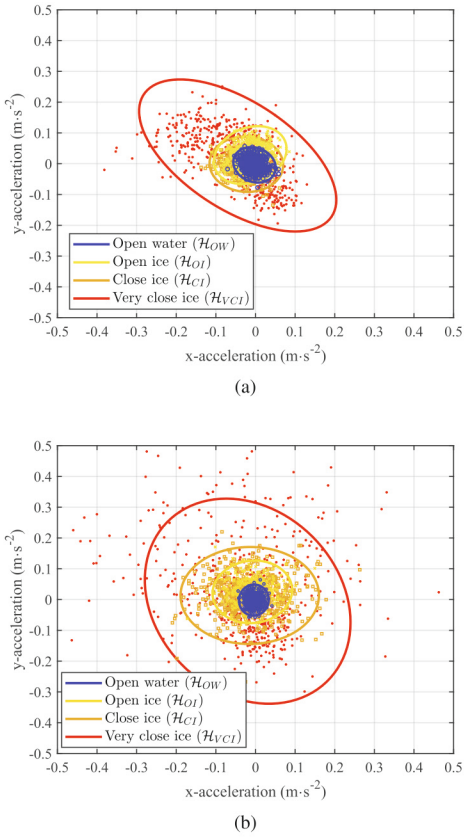 0.5
0.4
0.3
0.2
0.1
0
-0.1
-0.2
-0.3
-0.4
-0.5
y-acceleration (m·s⁻²)
Open water (ℋ_OW)
Open ice (ℋ_OI)
Close ice (ℋ_CI)
Very close ice (ℋ_VCI)
-0.5 -0.4 -0.3 -0.2 -0.1 0 0.1 0.2 0.3 0.4 0.5
x-acceleration (m·s⁻²)
(a)
0.5
0.4
0.3
0.2
0.1
0
-0.1
-0.2
-0.3
-0.4
-0.5
y-acceleration (m·s⁻²)
Open water (ℋ_OW)
Open ice (ℋ_OI)
Close ice (ℋ_CI)
Very close ice (ℋ_VCI)
-0.5 -0.4 -0.3 -0.2 -0.1 0 0.1 0.2 0.3 0.4 0.5
x-acceleration (m·s⁻²)
(b)